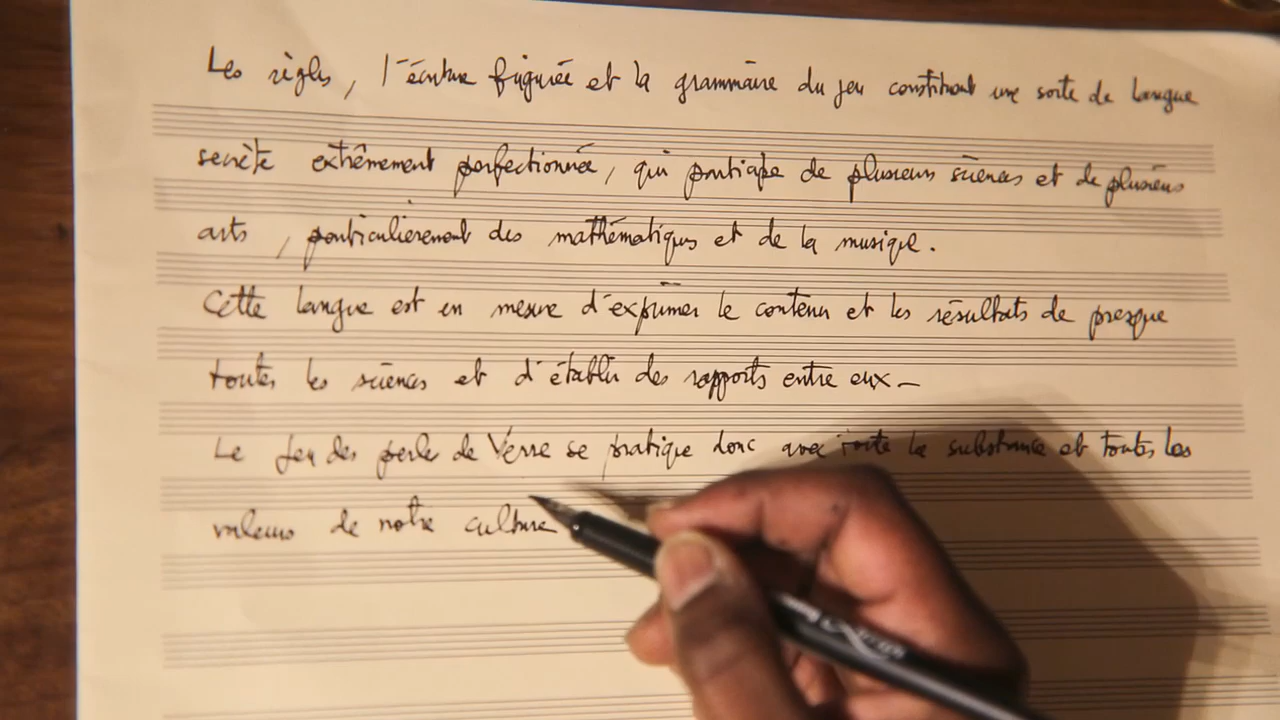 Les règles, l'écriture figurée et la grammaire du jeu constituent une sorte de langue
secrète extrêmement perfectionnée, qui participe de plusieurs sciences et de plusieurs
arts, particulièrement des mathématiques et de la musique.
Cette langue est en mesure d'exprimer le contenu et les résultats de presque
toutes les sciences et d'établir des rapports entre eux_
Le jeu des perles de Verre se pratique donc avec toute la substance et toutes les
valeurs de notre culture